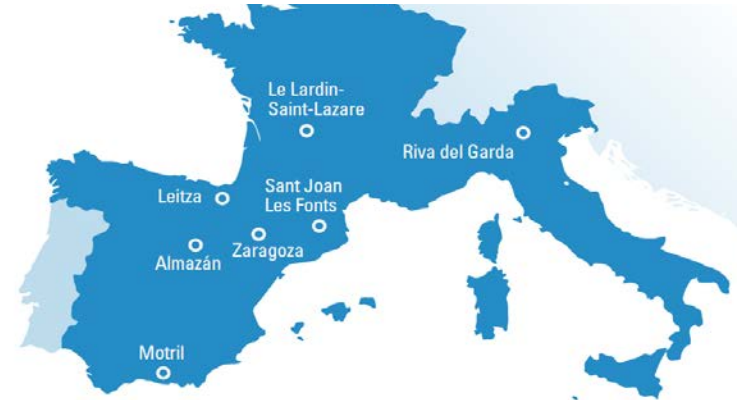 Le Lardin-
Saint-Lazare
Riva del Garda
Leitza
Sant Joan
Les Fonts
Almazán
Zaragoza
Motril